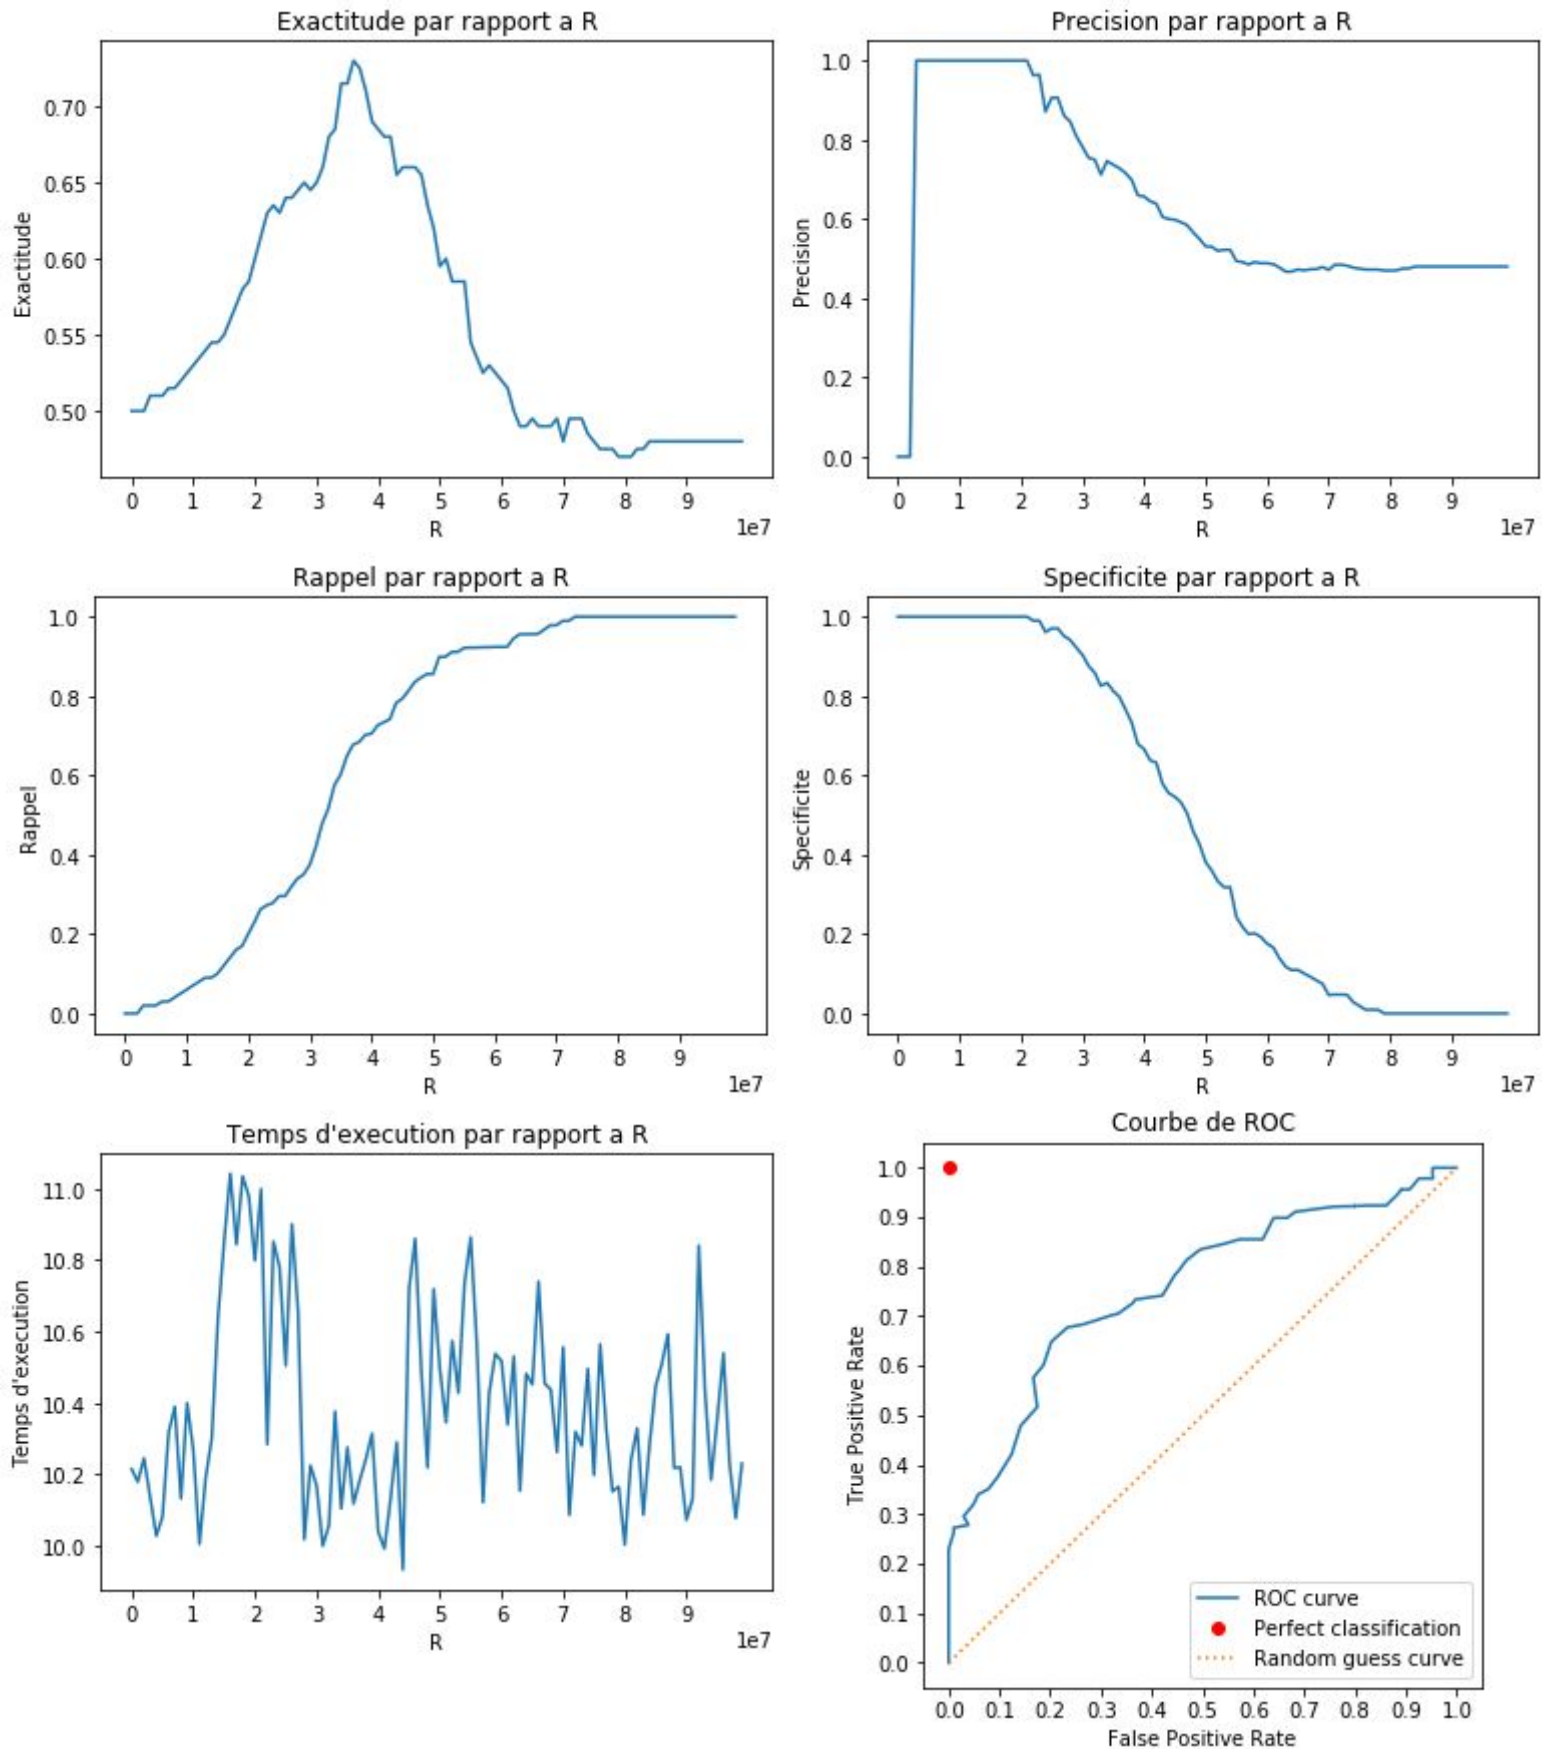 Exactitude par rapport a R
Exactitude
0.70
0.65
0.60
0.55
0.50
0 1 2 3 4 5 6 7 8 9
R
1e7
Precision par rapport a R
Precision
1.0
0.8
0.6
0.4
0.2
0.0
0 1 2 3 4 5 6 7 8 9
R
1e7
Rappel par rapport a R
Rappel
1.0
0.8
0.6
0.4
0.2
0.0
0 1 2 3 4 5 6 7 8 9
R
1e7
Specificite par rapport a R
Specificite
1.0
0.8
0.6
0.4
0.2
0.0
0 1 2 3 4 5 6 7 8 9
R
1e7
Temps d'execution par rapport a R
Temps d'execution
11.0
10.8
10.6
10.4
10.2
10.0
0 1 2 3 4 5 6 7 8 9
R
1e7
Courbe de ROC
True Positive Rate
1.0
0.9
0.8
0.7
0.6
0.5
0.4
0.3
0.2
0.1
0.0
ROC curve
Perfect classification
Random guess curve
0.0 0.1 0.2 0.3 0.4 0.5 0.6 0.7 0.8 0.9 1.0
False Positive Rate